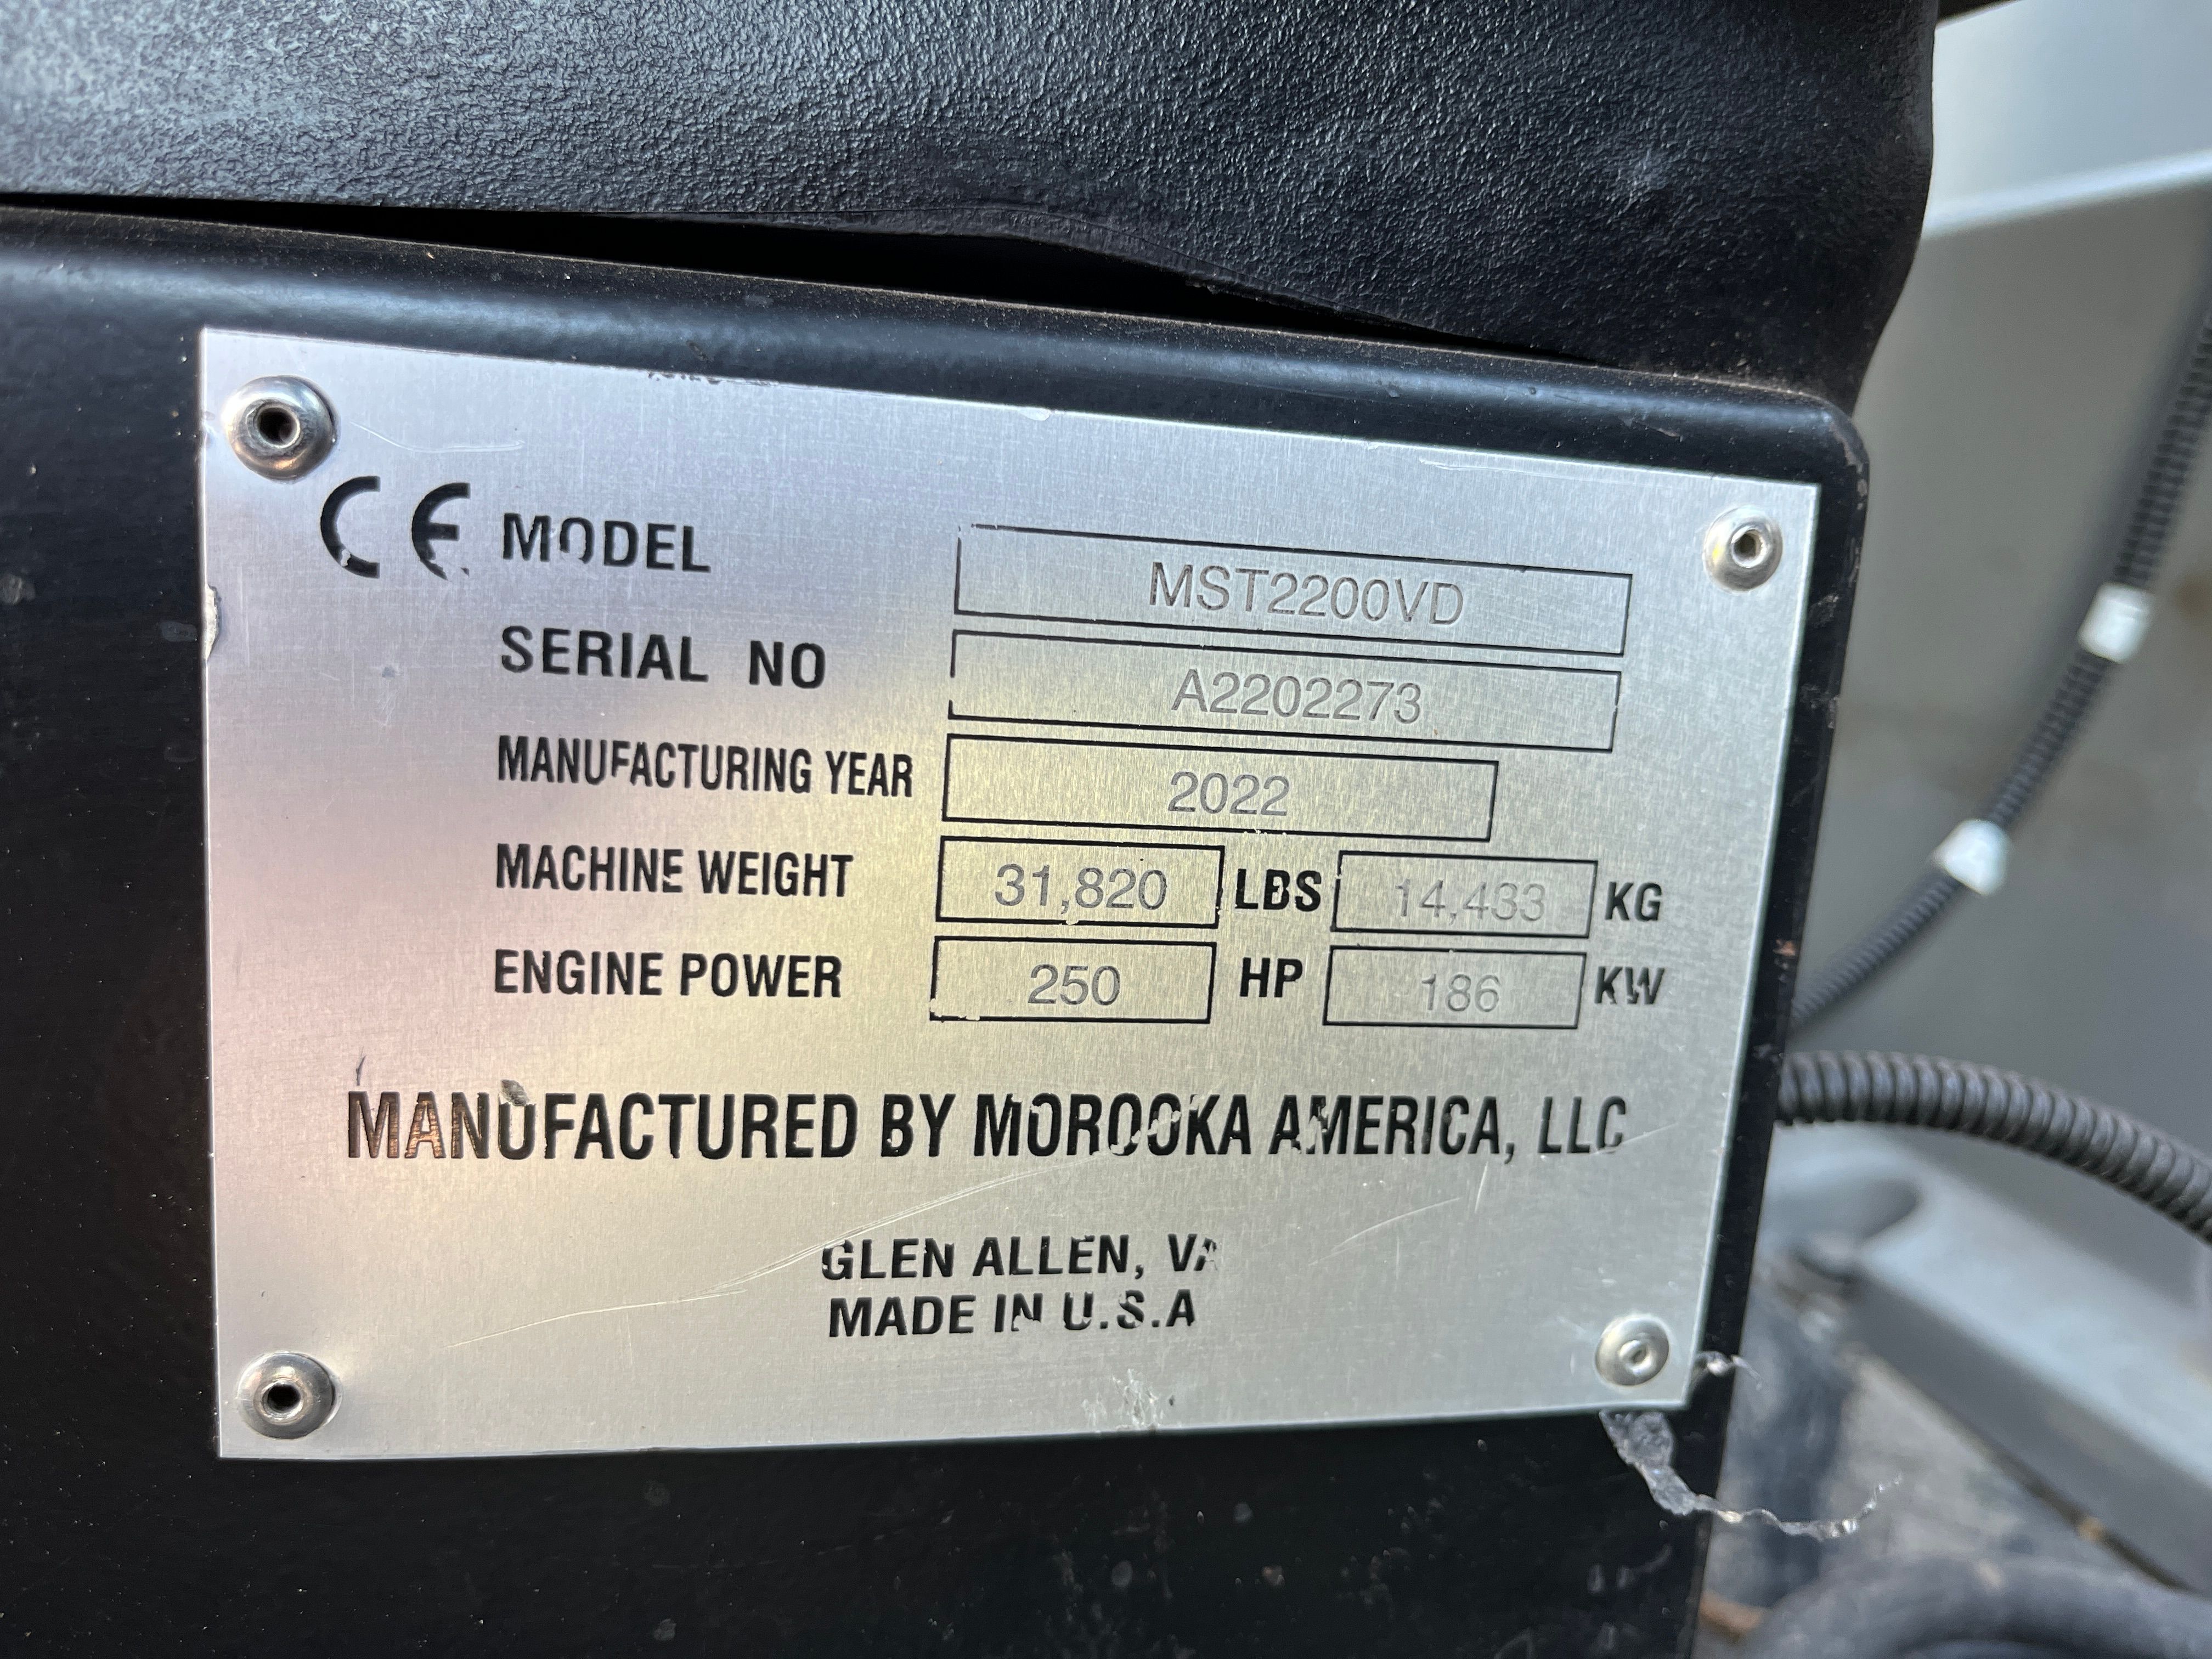 CE MODEL MST2200VD
SERIAL NO A2202273
MANUFACTURING YEAR 2022
MACHINE WEIGHT 31,820 LBS 14,433 KG
ENGINE POWER 250 HP 186 KW
MANUFACTURED BY MOROOKA AMERICA, LLC
GLEN ALLEN, VA
MADE IN U.S.A